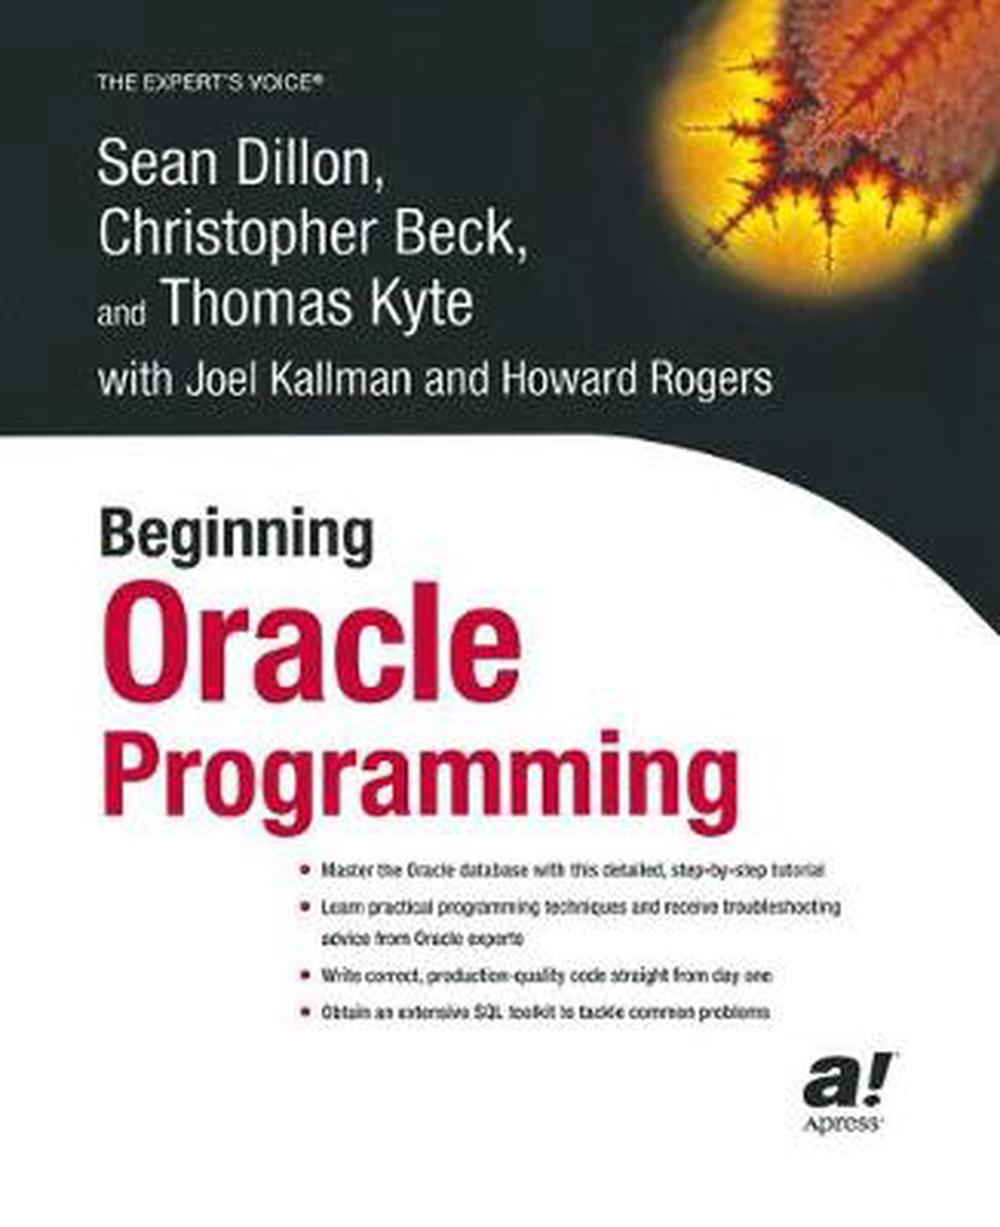 THE EXPERT'S VOICE®
Sean Dillon,
Christopher Beck,
and Thomas Kyte
with Joel Kallman and Howard Rogers
Beginning
Oracle
Programming
• Master the Oracle database with this detailed, step-by-step tutorial
• Learn practical programming techniques and receive troubleshooting
advice from Oracle experts
• Write correct, production-quality code straight from day one
• Obtain an extensive SQL toolkit to tackle common problems
a!
Apress®